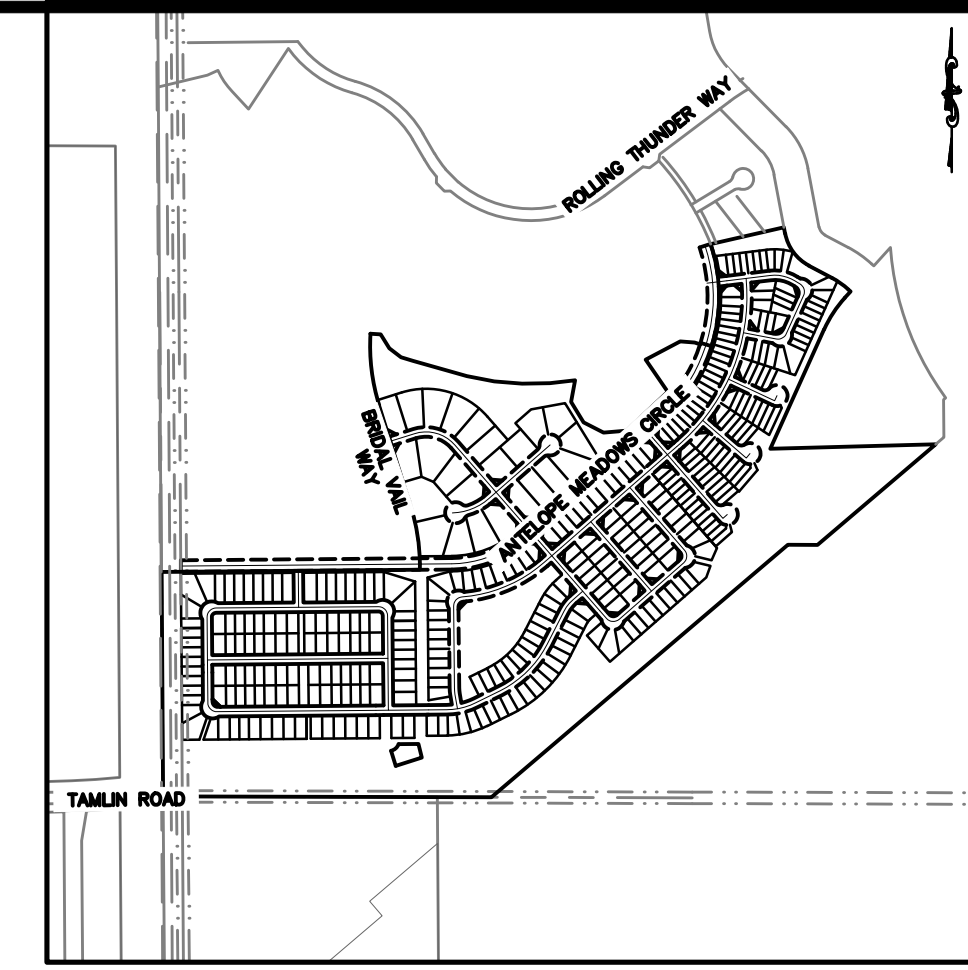 ROLLING THUNDER WAY
BRIDAL VAIL
WAY
ANTELOPE MEADOWS CIRCLE
TAMLIN ROAD